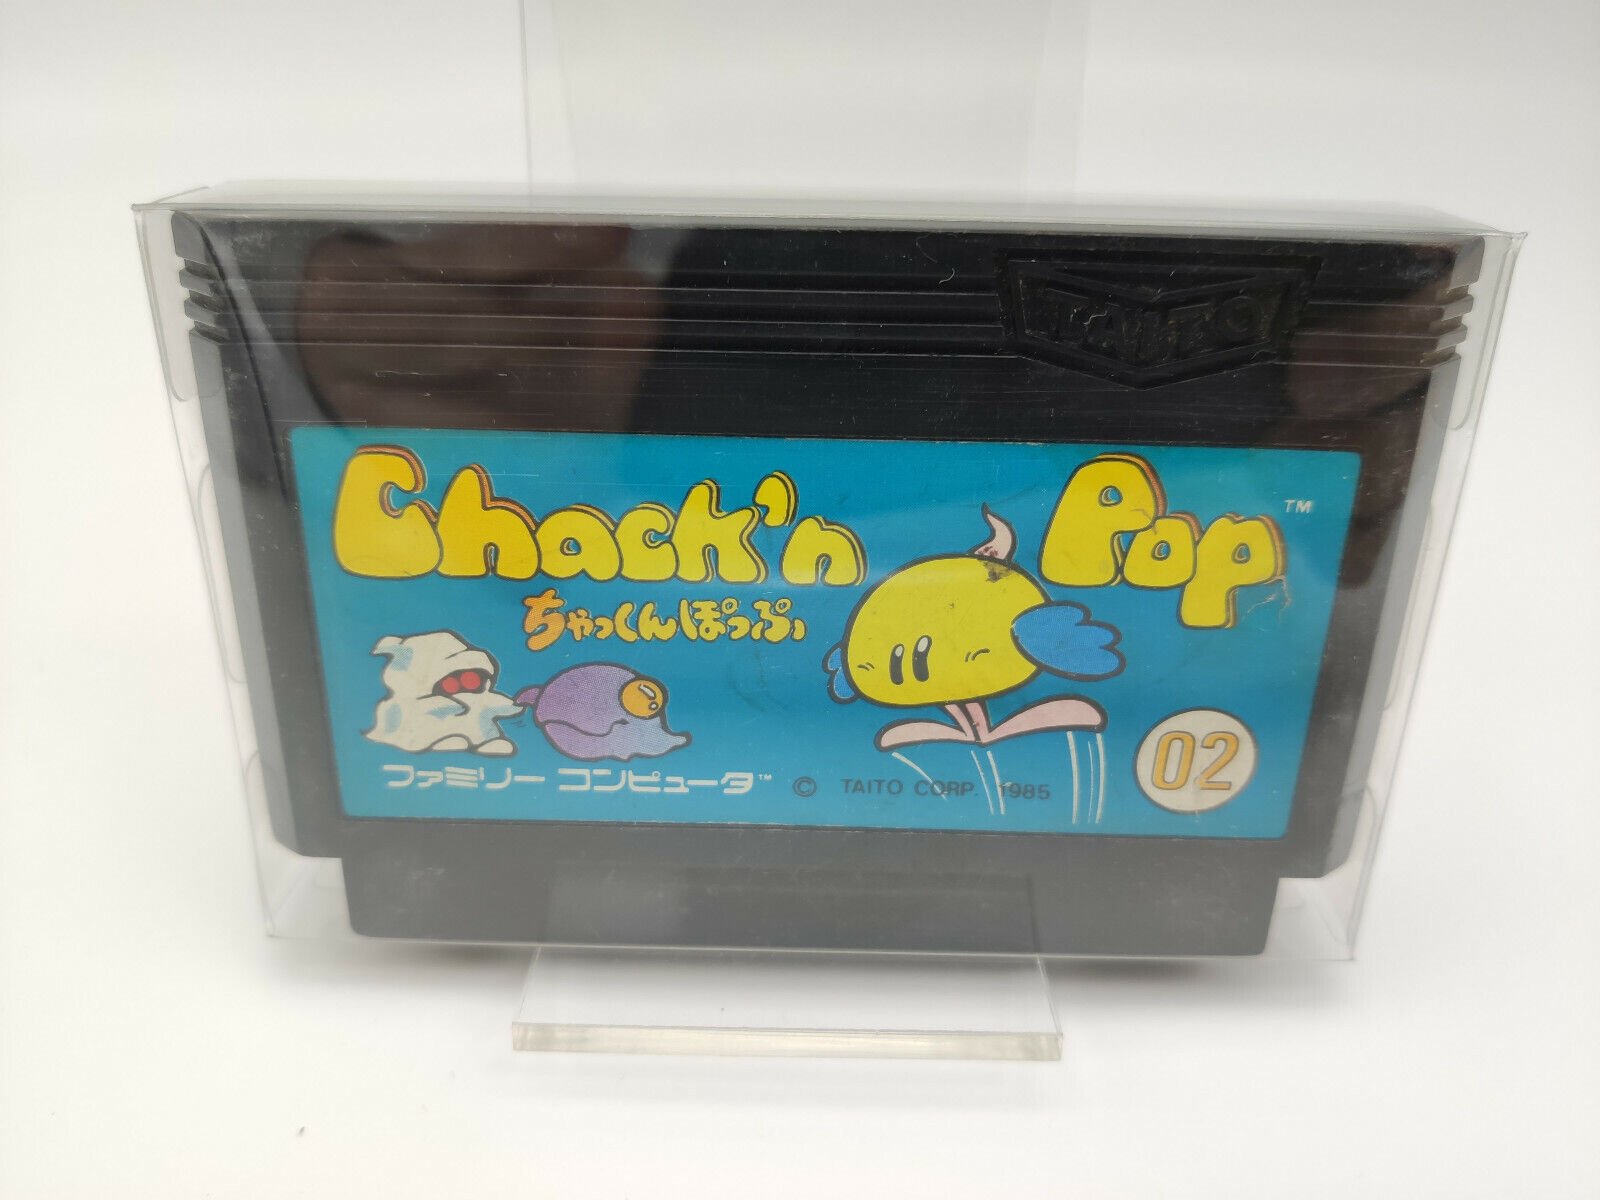 TAITO
Chack'n Pop™
ちゃっくんぽっぷ
ファミリー コンピュータ™
© TAITO CORP. 1985
02